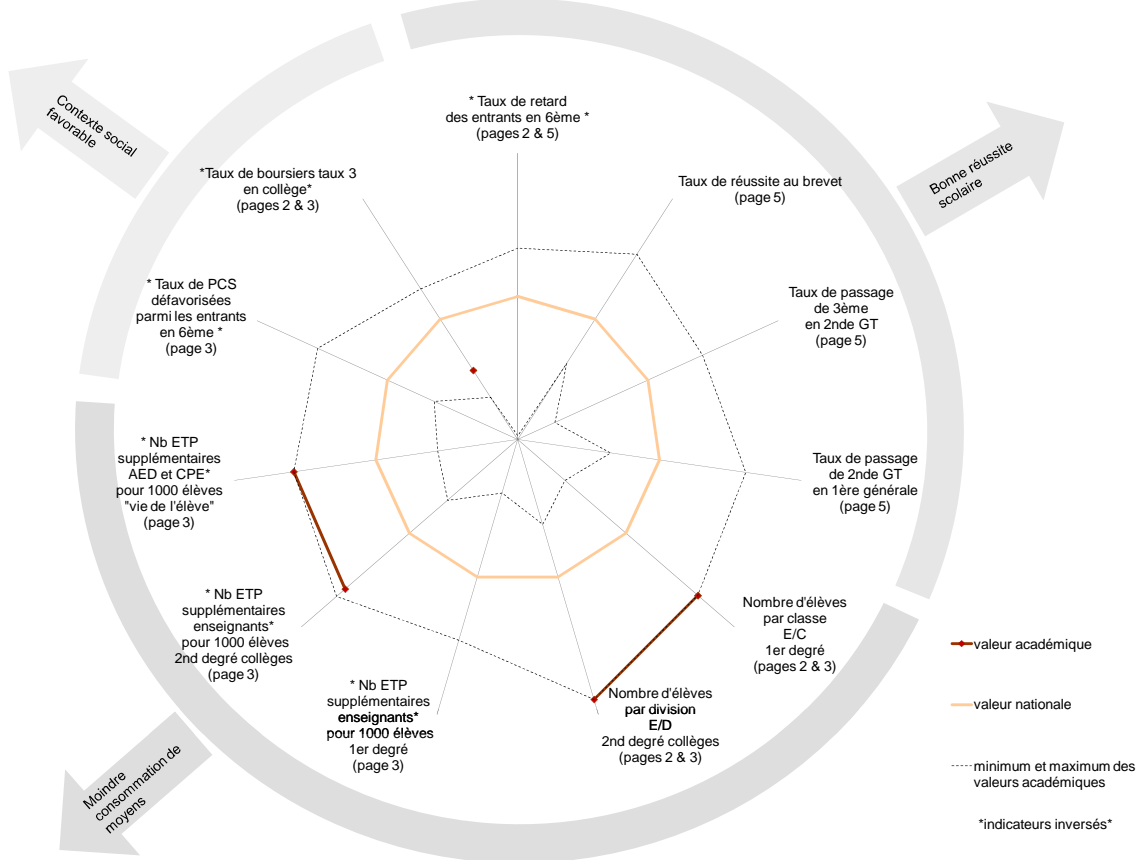 * Taux de retard
des entrants en 6ème *
(pages 2 & 5)
Taux de réussite au brevet
(page 5)
Taux de passage
de 3ème
en 2nde GT
(page 5)
Taux de passage
de 2nde GT
en 1ère générale
(page 5)
Nombre d'élèves
par classe
E/C
1er degré
(pages 2 & 3)
Nombre d'élèves
par division
E/D
2nd degré collèges
(pages 2 & 3)
* Nb ETP
supplémentaires
enseignants*
pour 1000 élèves
1er degré
(page 3)
* Nb ETP
supplémentaires
enseignants*
pour 1000 élèves
2nd degré collèges
(page 3)
* Nb ETP
supplémentaires
AED et CPE*
pour 1000 élèves
"vie de l'élève"
(page 3)
* Taux de PCS
défavorisées
parmi les entrants
en 6ème *
(page 3)
*Taux de boursiers taux 3
en collège*
(pages 2 & 3)
Contexte social
favorable
Bonne réussite
scolaire
Moindre
consommation de
moyens
valeur académique
valeur nationale
minimum et maximum des
valeurs académiques
*indicateurs inversés*